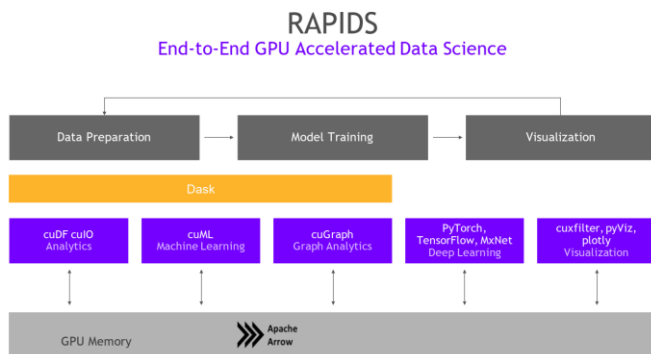 RAPIDS
End-to-End GPU Accelerated Data Science
Data Preparation
Model Training
Visualization
Dask
cuDF cuIO
Analytics
cuML
Machine Learning
cuGraph
Graph Analytics
PyTorch,
TensorFlow, MxNet
Deep Learning
cuxfilter, pyViz,
plotly
Visualization
GPU Memory
Apache
Arrow